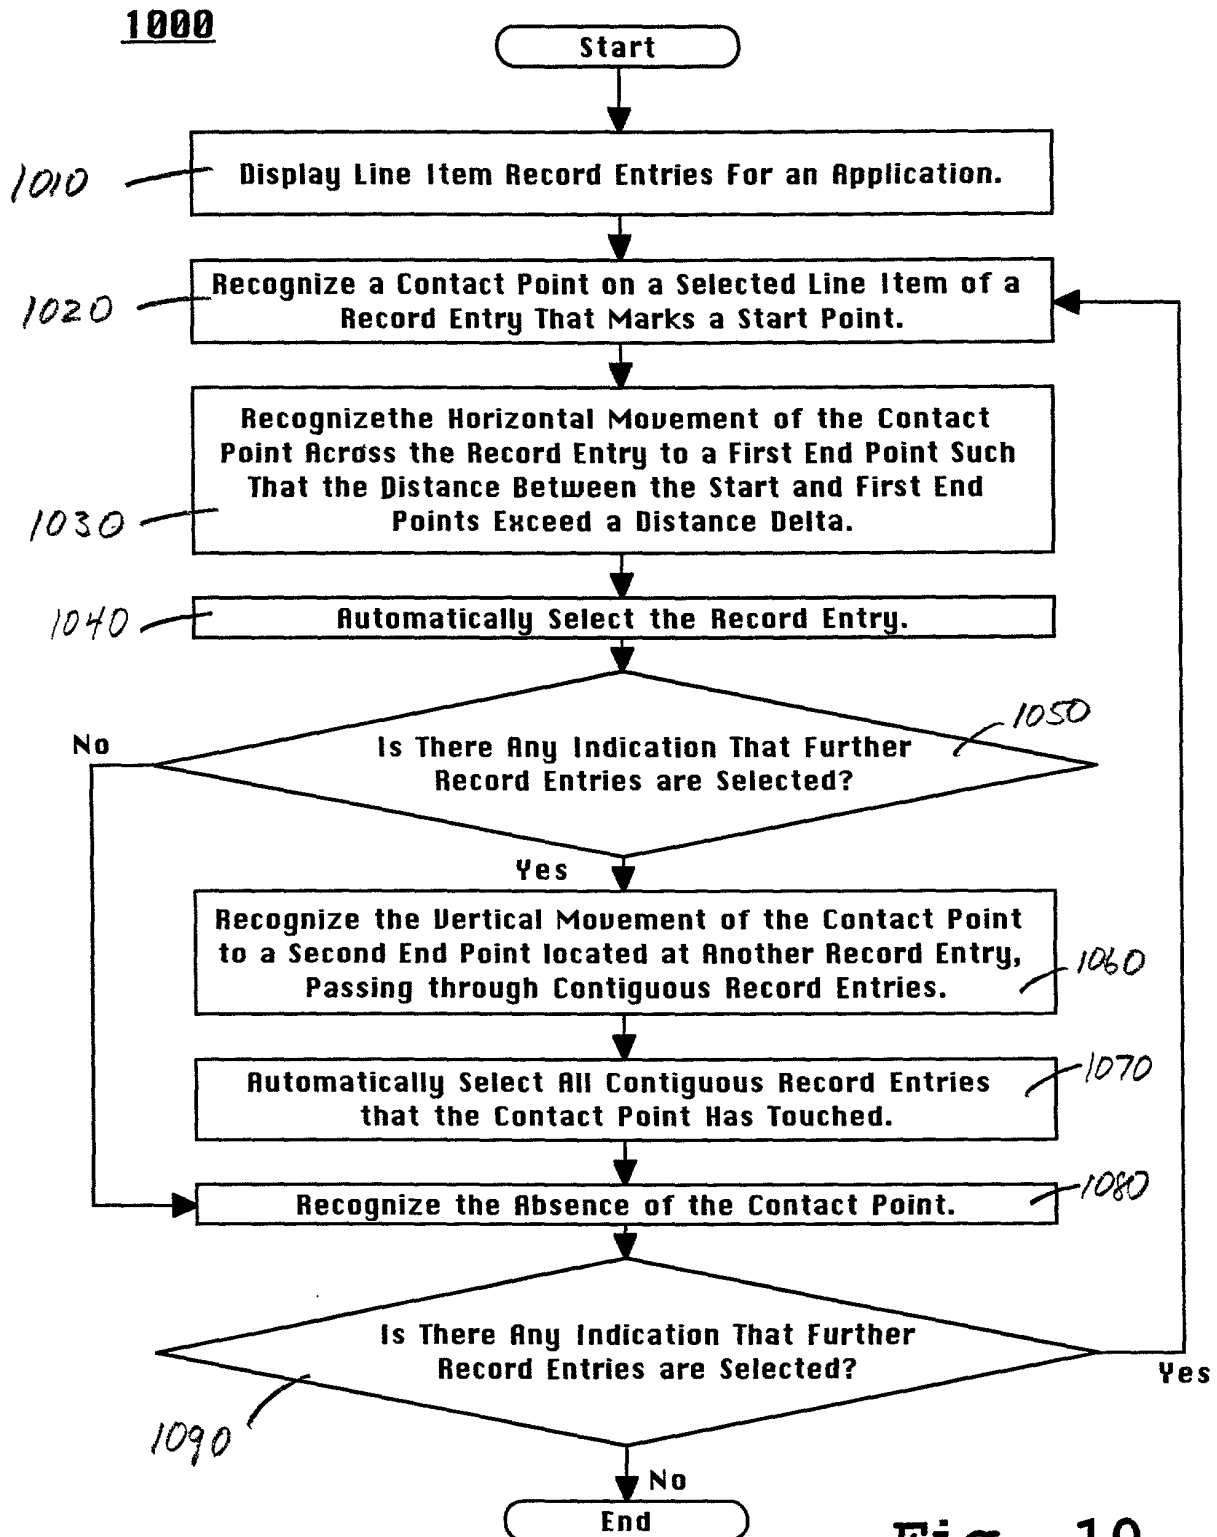 1000
Start
1010
Display Line Item Record Entries For an Application.
1020
Recognize a Contact Point on a Selected Line Item of a
Record Entry That Marks a Start Point.
Recognizethe Horizontal Movement of the Contact
Point Across the Record Entry to a First End Point Such
That the Distance Between the Start and First End
Points Exceed a Distance Delta.
1030
1040
Automatically Select the Record Entry.
1050
No
Is There Any Indication That Further
Record Entries are Selected?
Yes
Recognize the Vertical Movement of the Contact Point
to a Second End Point located at Another Record Entry,
Passing through Contiguous Record Entries.
1060
Automatically Select All Contiguous Record Entries
that the Contact Point Has Touched.
1070
Recognize the Absence of the Contact Point.
1080
Is There Any Indication That Further
Record Entries are Selected?
Yes
1090
No
End